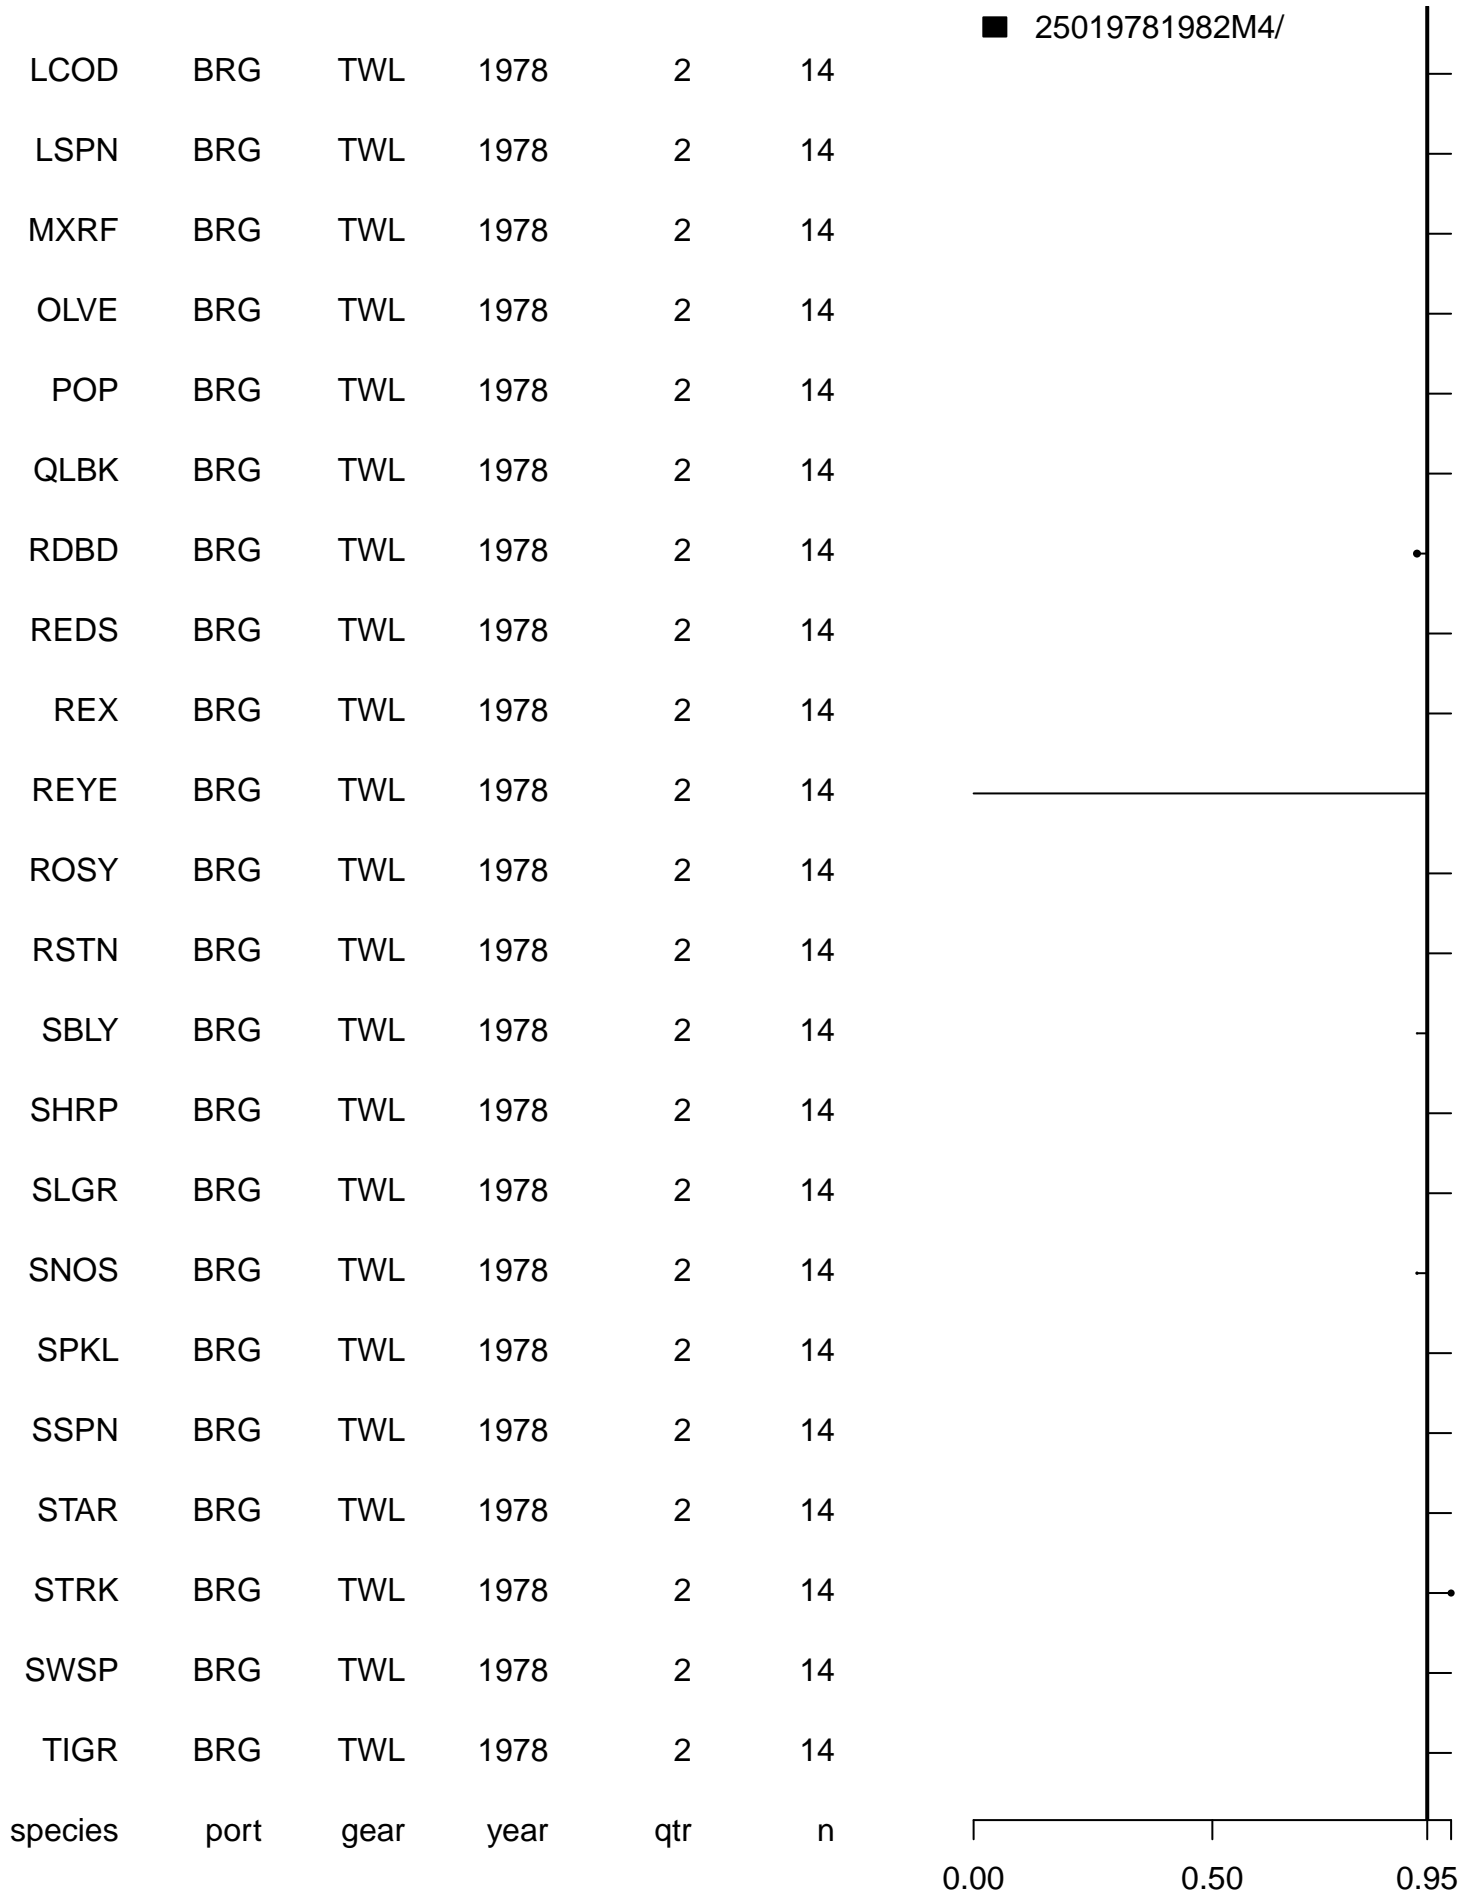 25019781982M4/
LCOD BRG TWL 1978 2 14
LSPN BRG TWL 1978 2 14
MXRF BRG TWL 1978 2 14
OLVE BRG TWL 1978 2 14
POP BRG TWL 1978 2 14
QLBK BRG TWL 1978 2 14
RDBD BRG TWL 1978 2 14
REDS BRG TWL 1978 2 14
REX BRG TWL 1978 2 14
REYE BRG TWL 1978 2 14
ROSY BRG TWL 1978 2 14
RSTN BRG TWL 1978 2 14
SBLY BRG TWL 1978 2 14
SHRP BRG TWL 1978 2 14
SLGR BRG TWL 1978 2 14
SNOS BRG TWL 1978 2 14
SPKL BRG TWL 1978 2 14
SSPN BRG TWL 1978 2 14
STAR BRG TWL 1978 2 14
STRK BRG TWL 1978 2 14
SWSP BRG TWL 1978 2 14
TIGR BRG TWL 1978 2 14
species port gear year qtr n
0.00 0.50 0.95